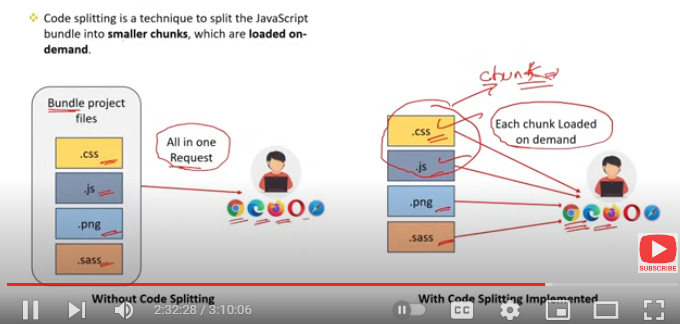 Code splitting is a technique to split the JavaScript
bundle into smaller chunks, which are loaded on-
demand.
chunk
Bundle project
files
.css
.js
.png
.sass
All in one
Request
Without Code Splitting
.css
.js
.png
.sass
Each chunk Loaded
on demand
With Code Splitting Implemented
SUBSCRIBE
2:32:28 / 3:10:06
CC